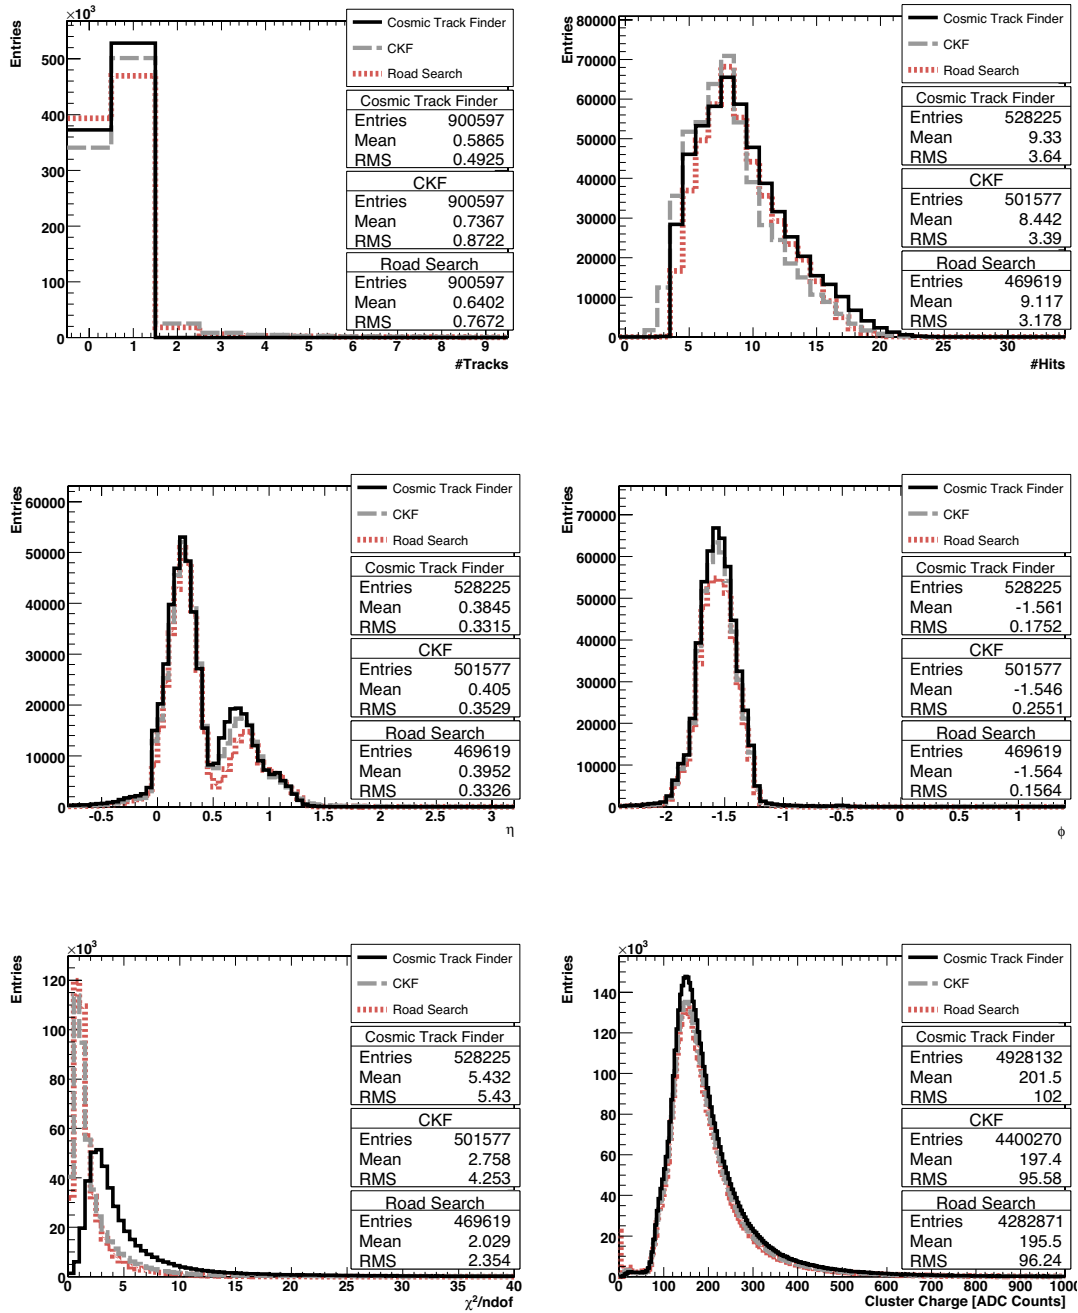 ×10³
Entries
500
400
300
200
100
0
0 1 2 3 4 5 6 7 8 9
#Tracks
Cosmic Track Finder
CKF
Road Search
Cosmic Track Finder
Entries 900597
Mean 0.5865
RMS 0.4925
CKF
Entries 900597
Mean 0.7367
RMS 0.8722
Road Search
Entries 900597
Mean 0.6402
RMS 0.7672
Entries
80000
70000
60000
50000
40000
30000
20000
10000
0
0 5 10 15 20 25 30
#Hits
Cosmic Track Finder
CKF
Road Search
Cosmic Track Finder
Entries 528225
Mean 9.33
RMS 3.64
CKF
Entries 501577
Mean 8.442
RMS 3.39
Road Search
Entries 469619
Mean 9.117
RMS 3.178
Entries
60000
50000
40000
30000
20000
10000
0
-0.5 0 0.5 1 1.5 2 2.5 3
η
Cosmic Track Finder
CKF
Road Search
Cosmic Track Finder
Entries 528225
Mean 0.3845
RMS 0.3315
CKF
Entries 501577
Mean 0.405
RMS 0.3529
Road Search
Entries 469619
Mean 0.3952
RMS 0.3326
Entries
70000
60000
50000
40000
30000
20000
10000
0
-2 -1.5 -1 -0.5 0 0.5 1
ϕ
Cosmic Track Finder
CKF
Road Search
Cosmic Track Finder
Entries 528225
Mean -1.561
RMS 0.1752
CKF
Entries 501577
Mean -1.546
RMS 0.2551
Road Search
Entries 469619
Mean -1.564
RMS 0.1564
×10³
Entries
120
100
80
60
40
20
0
0 5 10 15 20 25 30 35 40
χ²/ndof
Cosmic Track Finder
CKF
Road Search
Cosmic Track Finder
Entries 528225
Mean 5.432
RMS 5.43
CKF
Entries 501577
Mean 2.758
RMS 4.253
Road Search
Entries 469619
Mean 2.029
RMS 2.354
×10³
Entries
140
120
100
80
60
40
20
0
0 100 200 300 400 500 600 700 800 900 1000
Cluster Charge [ADC Counts]
Cosmic Track Finder
CKF
Road Search
Cosmic Track Finder
Entries 4928132
Mean 201.5
RMS 102
CKF
Entries 4400270
Mean 197.4
RMS 95.58
Road Search
Entries 4282871
Mean 195.5
RMS 96.24